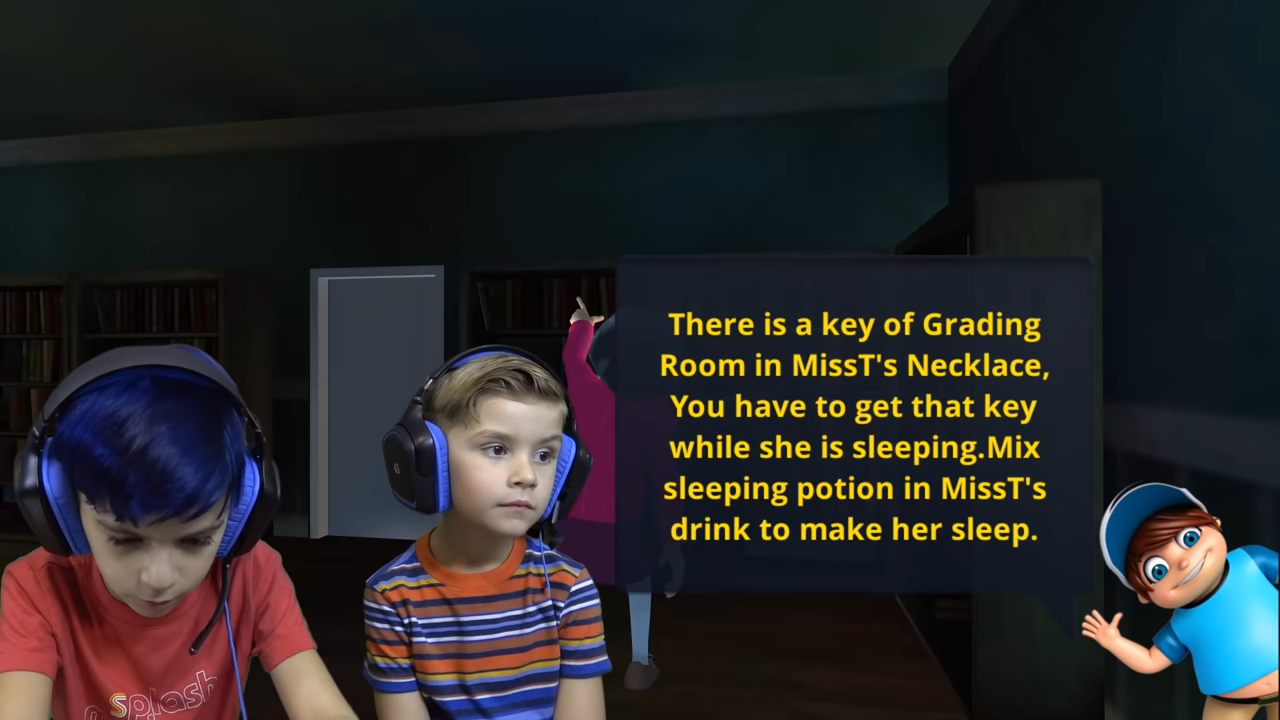 There is a key of Grading
Room in MissT's Necklace,
You have to get that key
while she is sleeping.Mix
sleeping potion in MissT's
drink to make her sleep.
splash